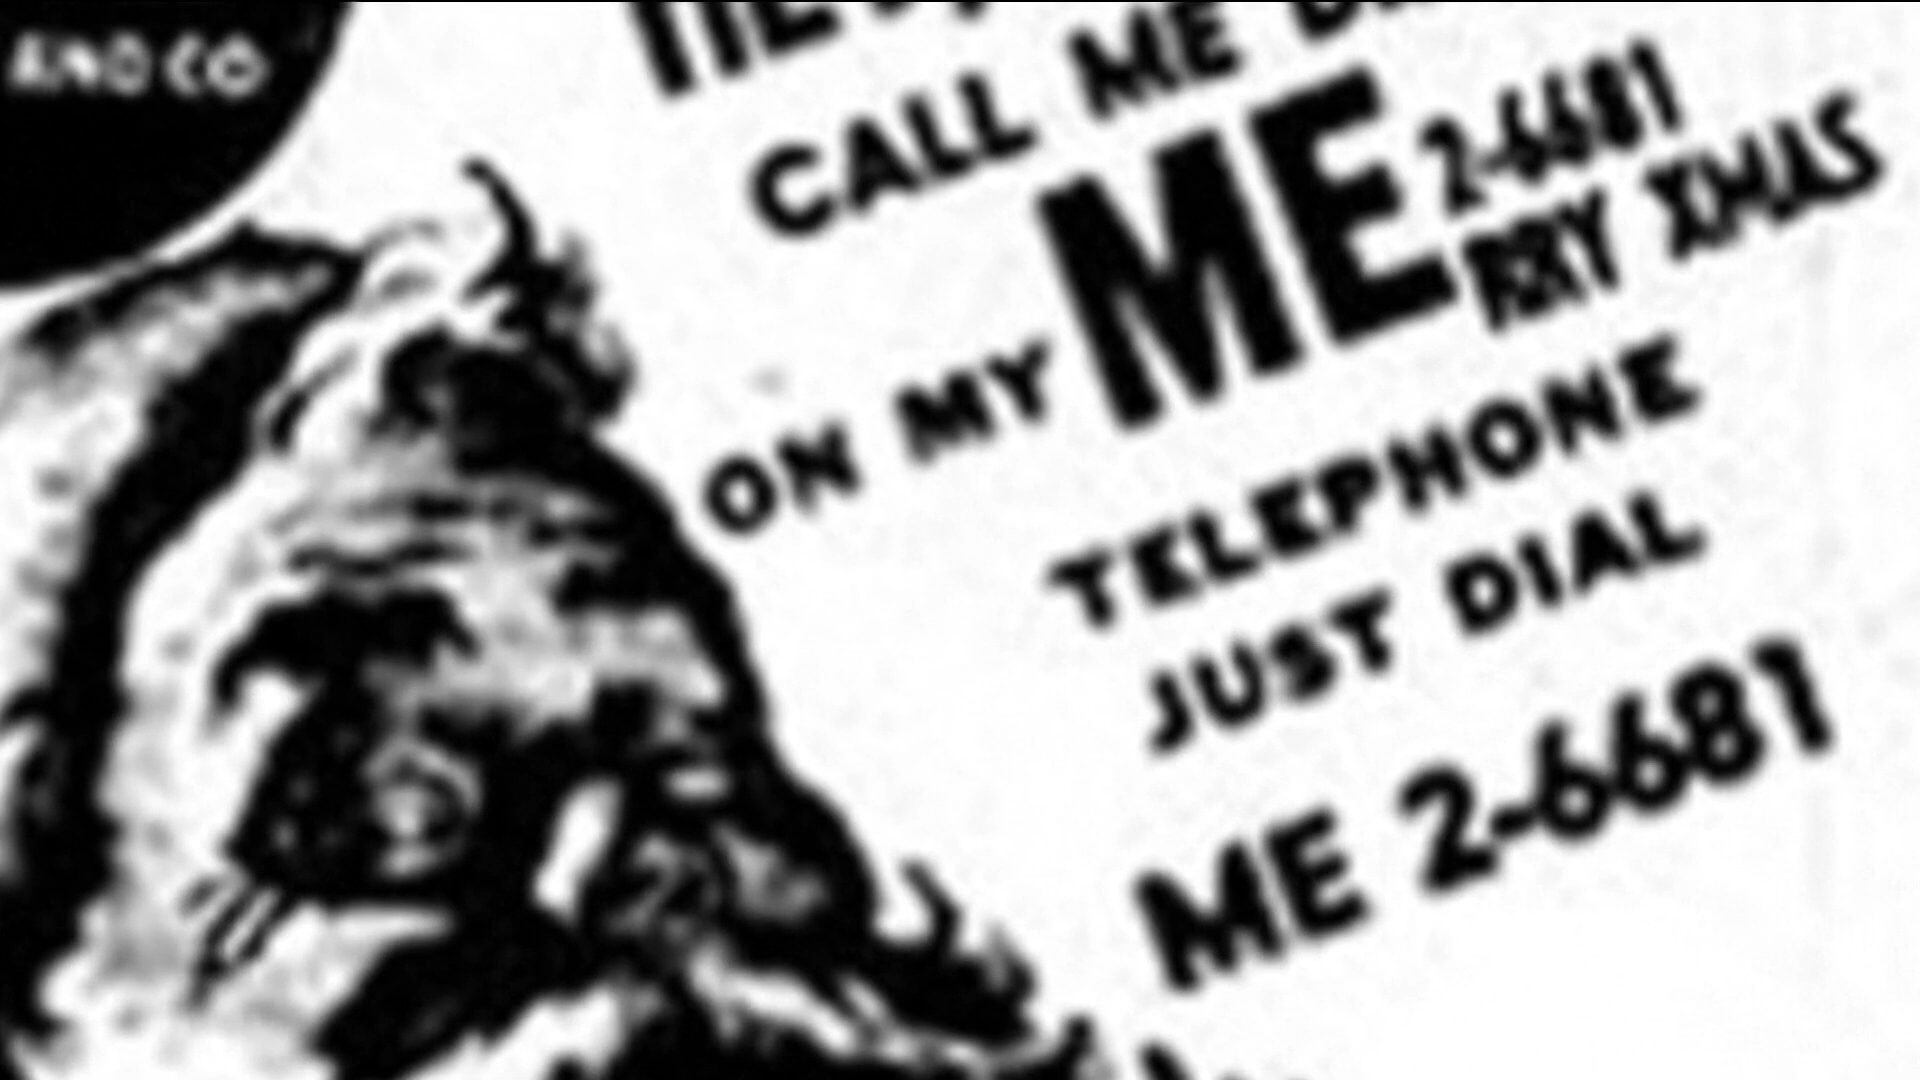 AND CO
CALL ME
ON MY ME 2-6681
RRY XMAS
TELEPHONE
JUST DIAL
ME 2-6681